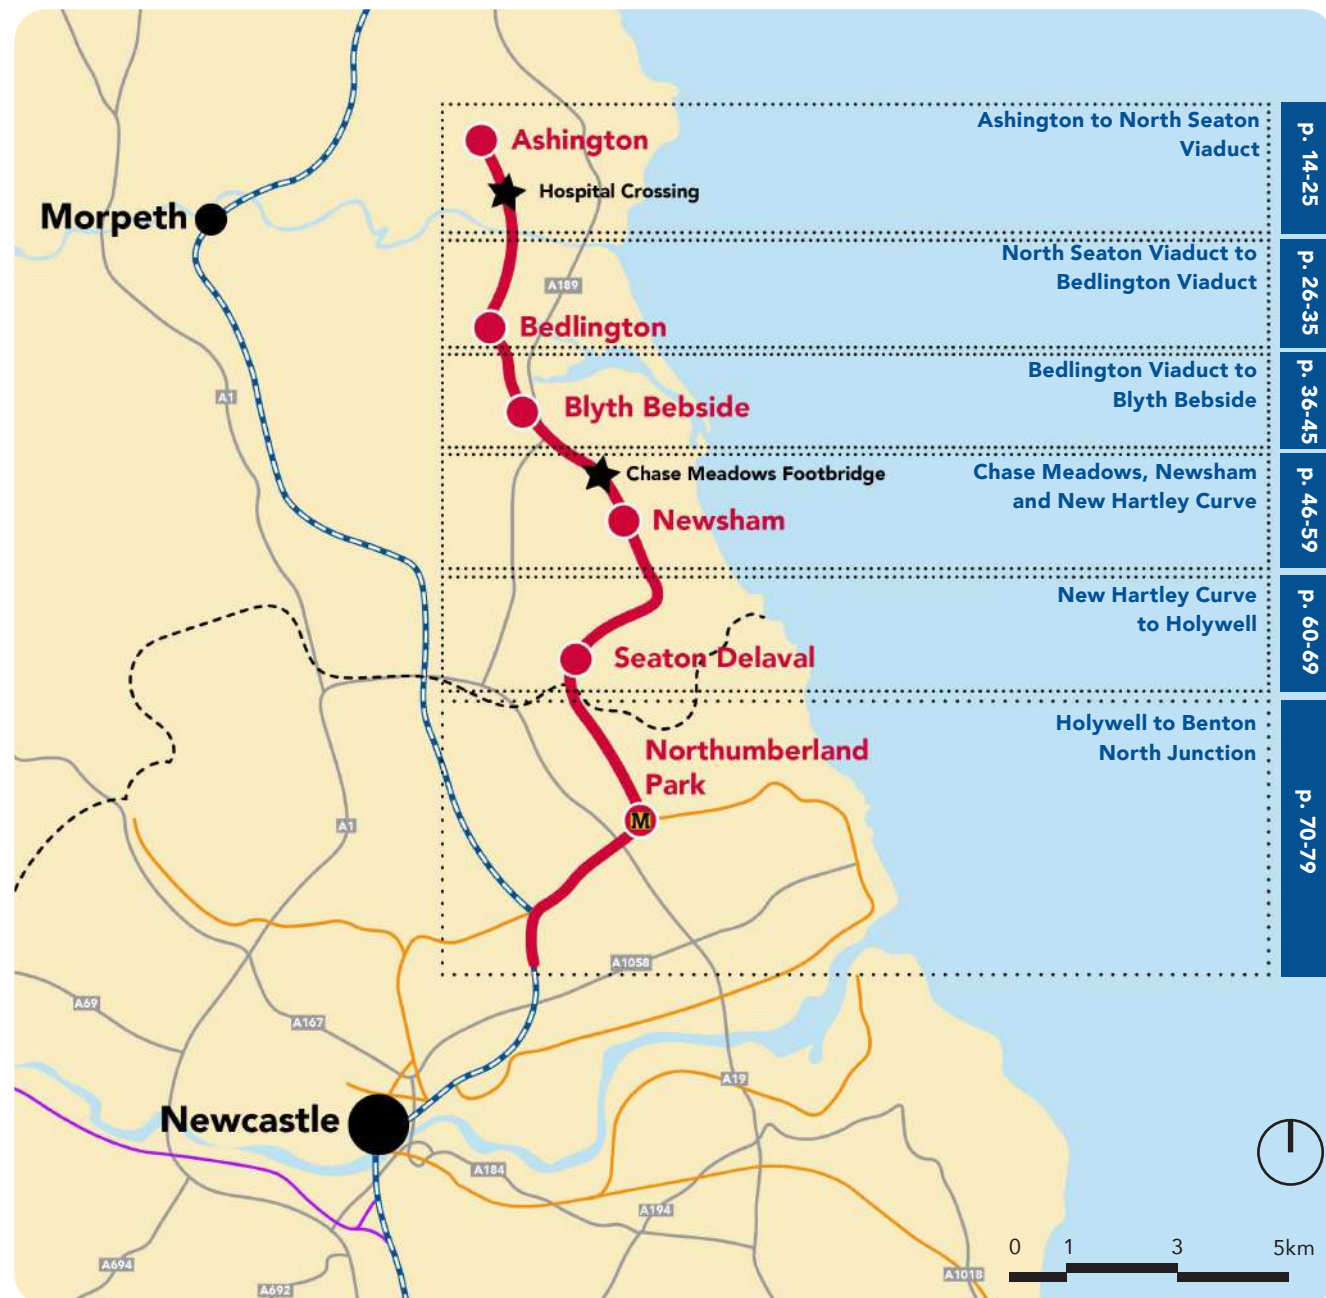 Ashington
Hospital Crossing
Morpeth
A189
Bedlington
A1
Blyth Bebside
Chase Meadows Footbridge
Newsham
Seaton Delaval
Northumberland
Park
M
A1
A1058
A69
A167
A19
Newcastle
A184
A194
A694
A692
A1018
Ashington to North Seaton
Viaduct
p. 14-25
North Seaton Viaduct to
Bedlington Viaduct
p. 26-35
Bedlington Viaduct to
Blyth Bebside
p. 36-45
Chase Meadows, Newsham
and New Hartley Curve
p. 46-59
New Hartley Curve
to Holywell
p. 60-69
Holywell to Benton
North Junction
p. 70-79
0 1 3 5km